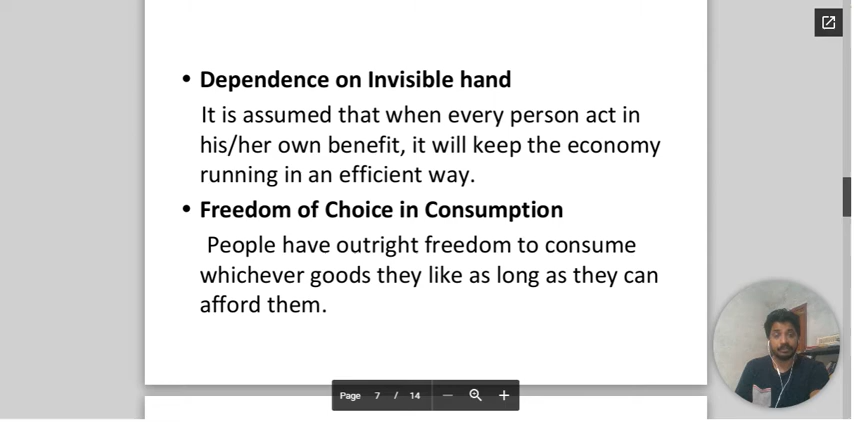 • Dependence on Invisible hand
It is assumed that when every person act in
his/her own benefit, it will keep the economy
running in an efficient way.
• Freedom of Choice in Consumption
People have outright freedom to consume
whichever goods they like as long as they can
afford them.
Page 7 / 14